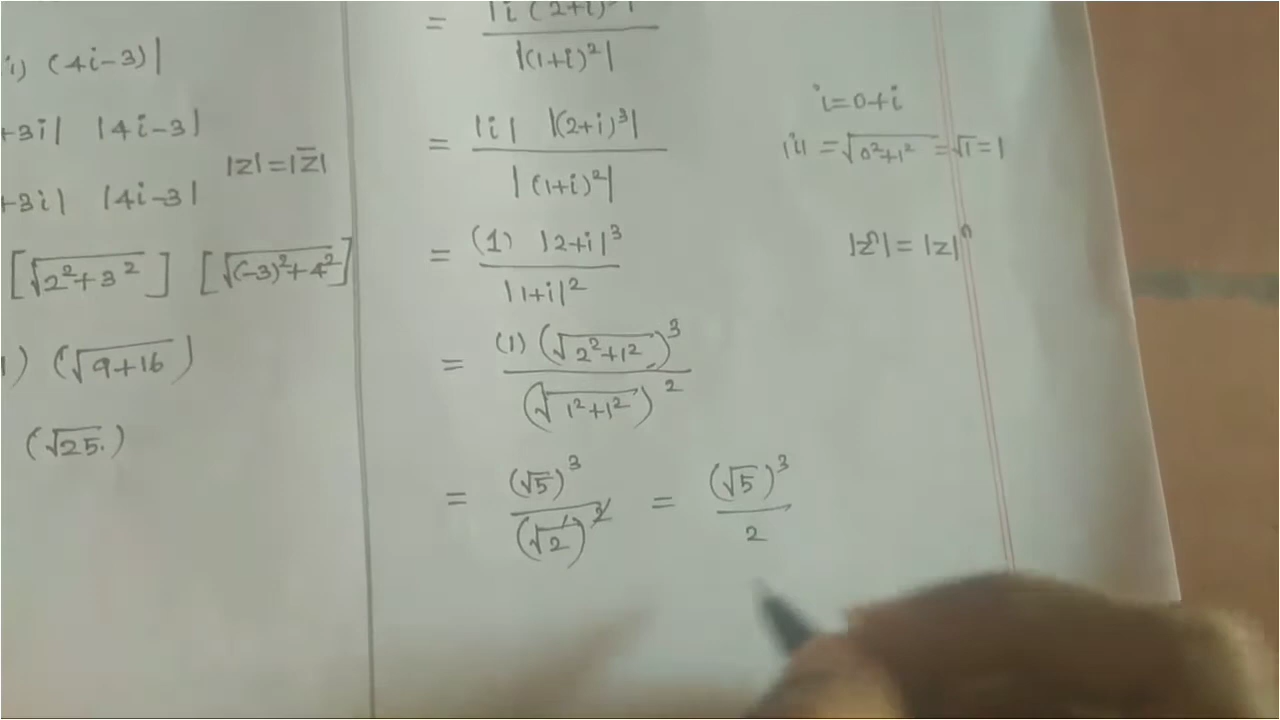 i) (4i-3)|
+3i| |4i-3|
|z|=|z̅|
+3i| |4i-3|
[√2²+3²] [√(-3)²+4²]
) (√9+16)
(√25.)
= |i (2+i)³|
|(1+i)²|
= |i| |(2+i)³|
|(1+i)²|
= (1) |2+i|³
|1+i|²
= (1) (√2²+1²)³
(√1²+1²)²
= (√5)³ = (√5)³
(√2)² 2
i=0+i
|i| = √0²+1² = √1 = 1
|zⁿ| = |z|ⁿ